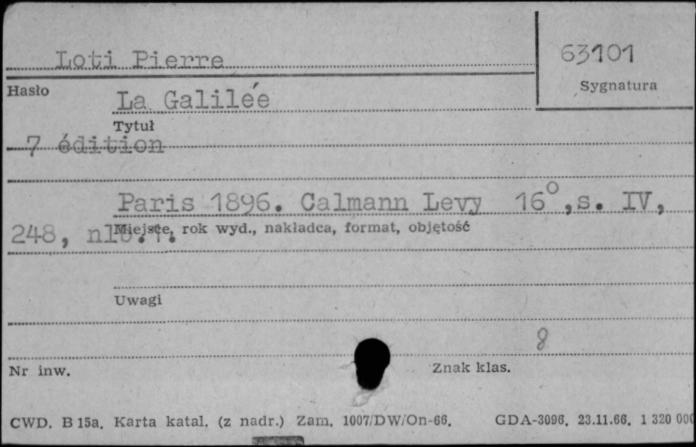 Loti Pierre
63101
Hasło
Sygnatura
La Galilée
Tytuł
7 édition
Paris 1896. Calmann Levy 16°, s. IV,
248,
Miejsce, rok wyd., nakładca, format, objętość
Uwagi
8
Nr inw.
Znak klas.
CWD. B 15a. Karta katal. (z nadr.) Zam. 1007/DW/On-66. GDA-3096. 23.11.66. 1 320 000